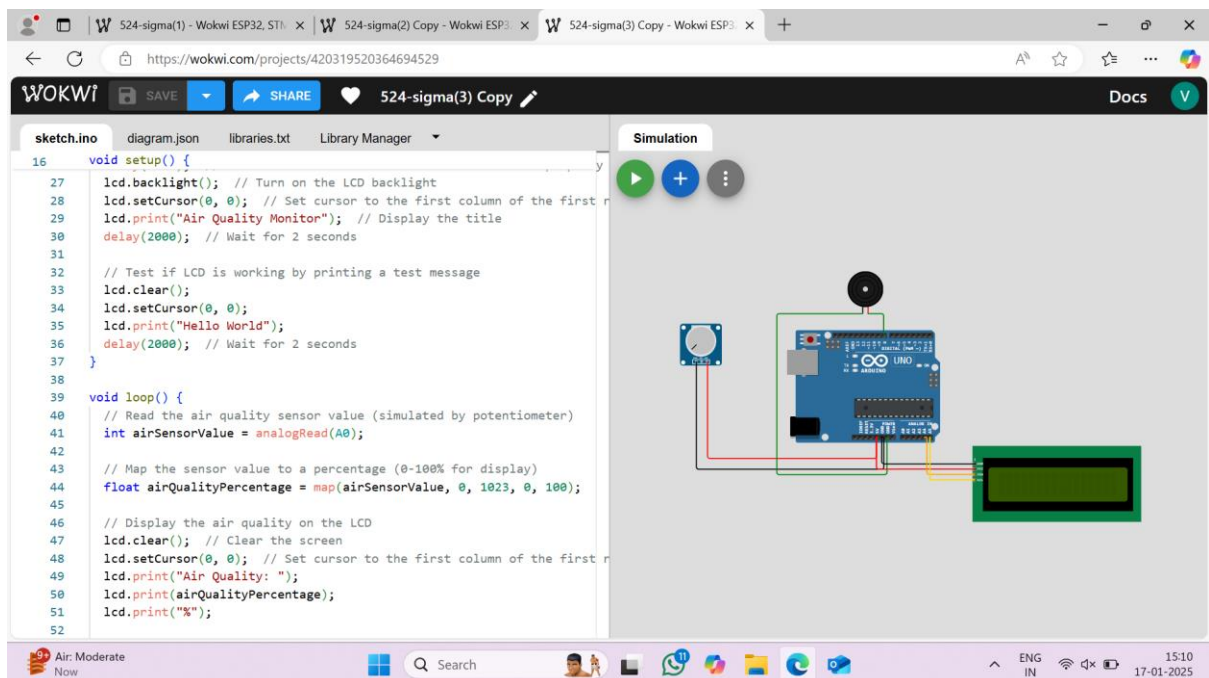 524-sigma(1) - Wokwi ESP32, STM
524-sigma(2) Copy - Wokwi ESP3
524-sigma(3) Copy - Wokwi ESP3
https://wokwi.com/projects/420319520364694529
WOKWI SAVE SHARE 524-sigma(3) Copy Docs V
sketch.ino diagram.json libraries.txt Library Manager Simulation
16 void setup() {
27 lcd.backlight(); // Turn on the LCD backlight
28 lcd.setCursor(0, 0); // Set cursor to the first column of the first r
29 lcd.print("Air Quality Monitor"); // Display the title
30 delay(2000); // Wait for 2 seconds
31
32 // Test if LCD is working by printing a test message
33 lcd.clear();
34 lcd.setCursor(0, 0);
35 lcd.print("Hello World");
36 delay(2000); // Wait for 2 seconds
37 }
38
39 void loop() {
40 // Read the air quality sensor value (simulated by potentiometer)
41 int airSensorValue = analogRead(A0);
42
43 // Map the sensor value to a percentage (0-100% for display)
44 float airQualityPercentage = map(airSensorValue, 0, 1023, 0, 100);
45
46 // Display the air quality on the LCD
47 lcd.clear(); // Clear the screen
48 lcd.setCursor(0, 0); // Set cursor to the first column of the first r
49 lcd.print("Air Quality: ");
50 lcd.print(airQualityPercentage);
51 lcd.print("%");
52
UNO
ARDUINO
9+ Air: Moderate
Now
Search
11
ENG
IN
15:10
17-01-2025